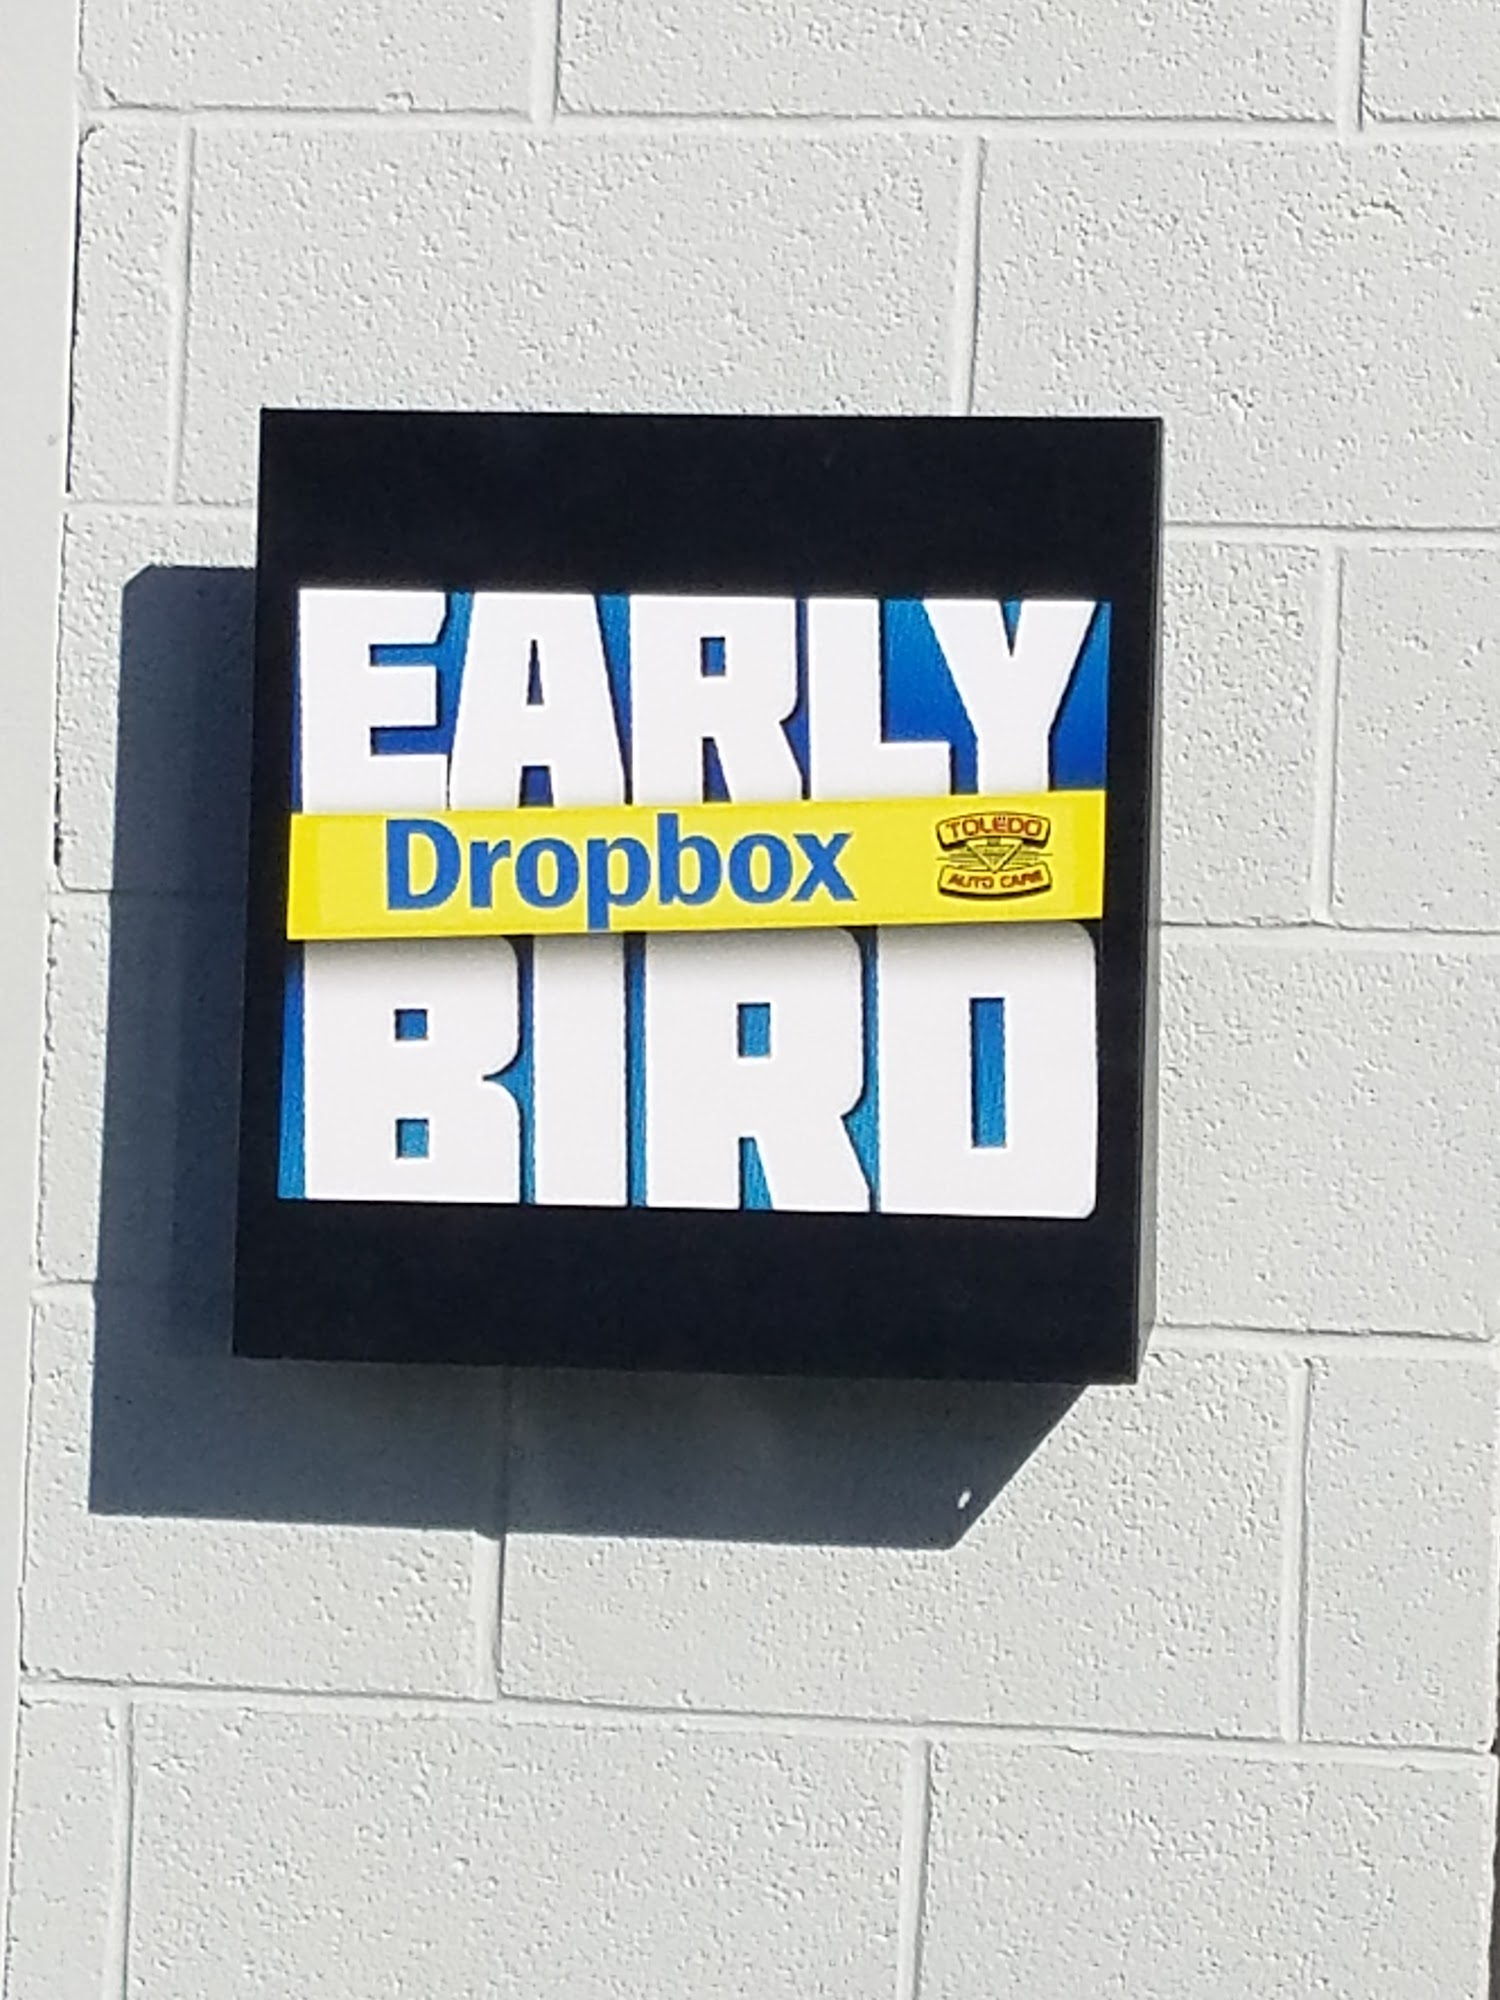 EARLY
Dropbox
TOLEDO
AUTO CARE
BIRD